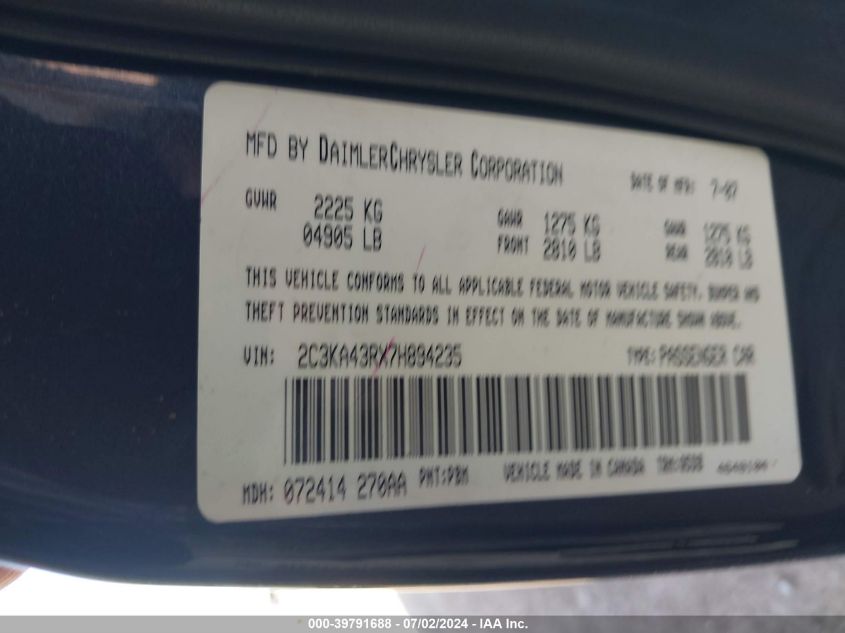 MFD BY DAIMLERCHRYSLER CORPORATION DATE OF MFR: 7-07
GVWR 2225 KG GAWR 1275 KG GAWR 1275 KG
04905 LB FRONT 2810 LB REAR 2810 LB
THIS VEHICLE CONFORMS TO ALL APPLICABLE FEDERAL MOTOR VEHICLE SAFETY, BUMPER AND
THEFT PREVENTION STANDARDS IN EFFECT ON THE DATE OF MANUFACTURE SHOWN ABOVE.
VIN: 2C3KA43RX7H894235 TYPE: PASSENGER CAR
MDH: 072414 270AA PNT:PBM VEHICLE MADE IN CANADA
000-39791688 - 07/02/2024 - IAAI Inc.